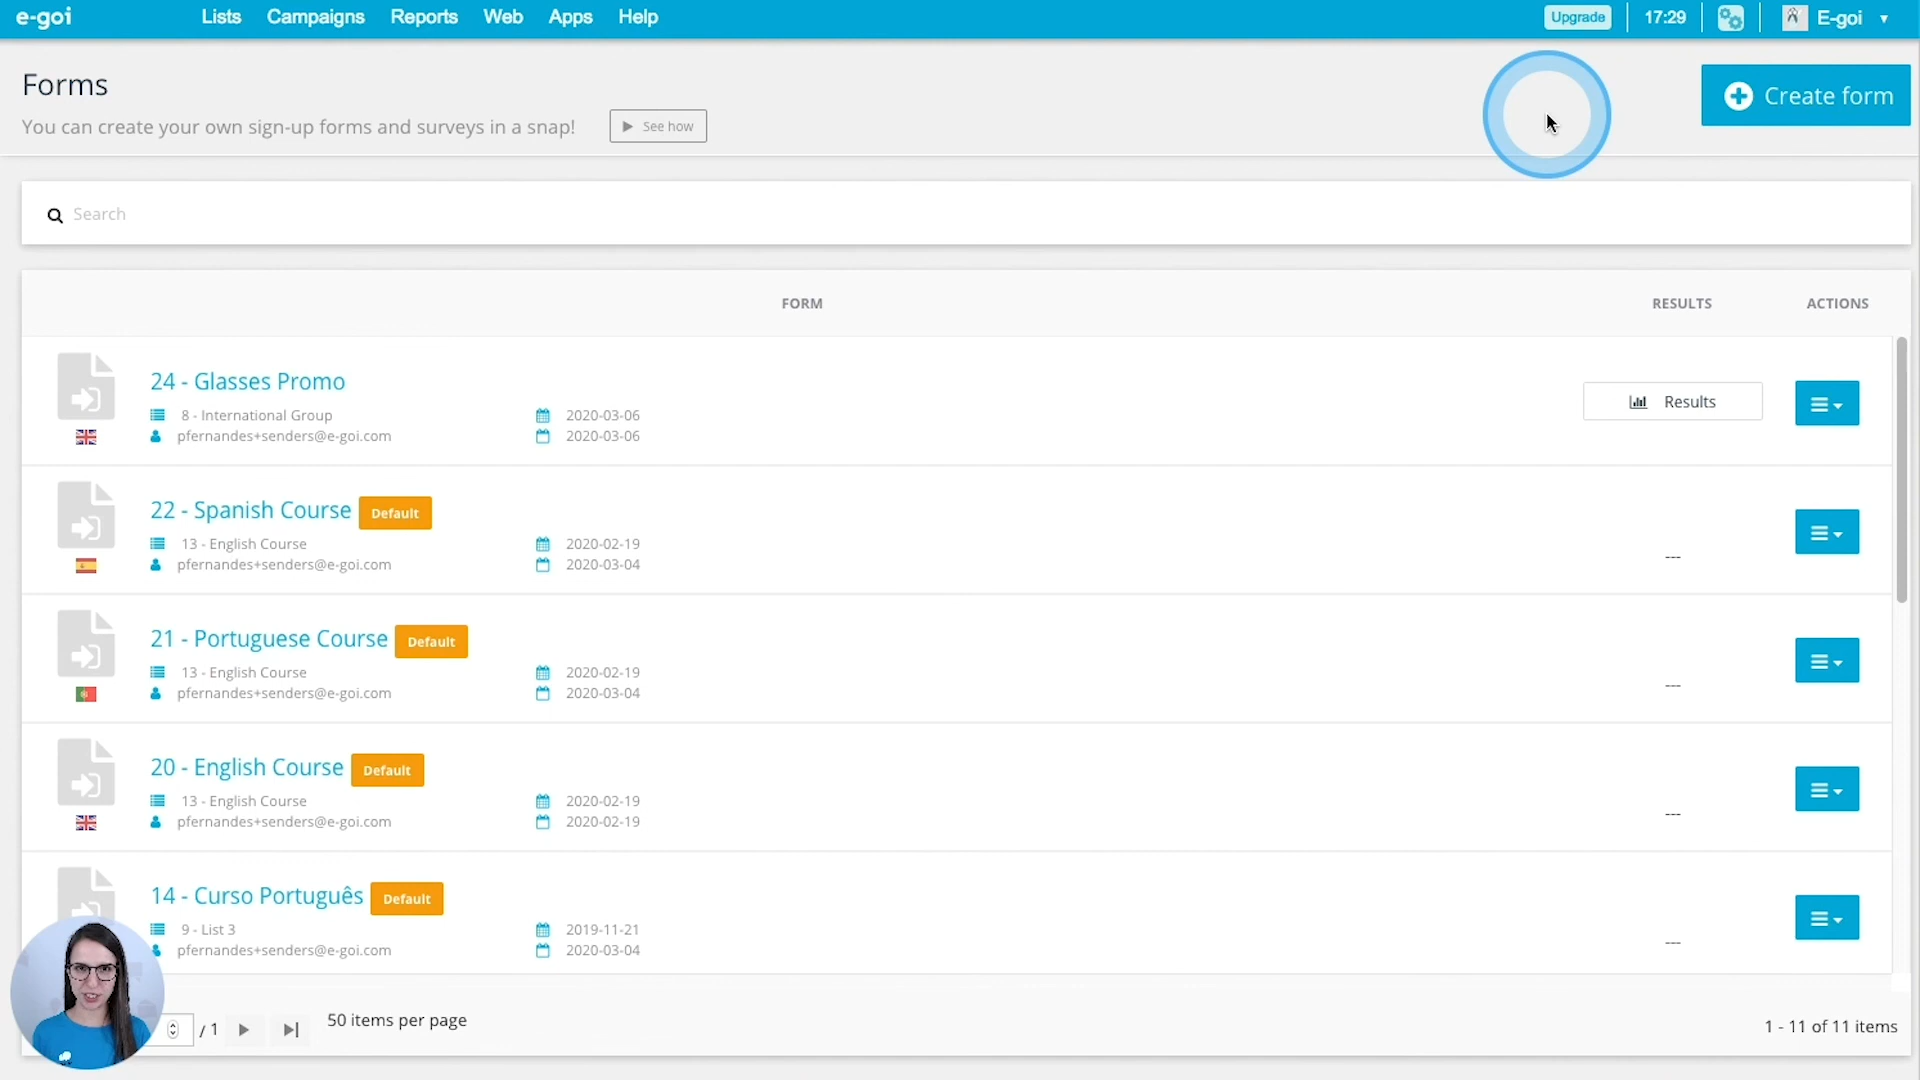 e-goi Lists Campaigns Reports Web Apps Help Upgrade 17:29 E-goi
Forms
You can create your own sign-up forms and surveys in a snap! See how
Create form
Search
FORM RESULTS ACTIONS
24 - Glasses Promo
8 - International Group 2020-03-06
pfernandes+senders@e-goi.com 2020-03-06
Results
22 - Spanish Course Default
13 - English Course 2020-02-19
pfernandes+senders@e-goi.com 2020-03-04
---
21 - Portuguese Course Default
13 - English Course 2020-02-19
pfernandes+senders@e-goi.com 2020-03-04
---
20 - English Course Default
13 - English Course 2020-02-19
pfernandes+senders@e-goi.com 2020-02-19
---
14 - Curso Português Default
9 - List 3 2019-11-21
pfernandes+senders@e-goi.com 2020-03-04
---
/ 1 50 items per page 1 - 11 of 11 items